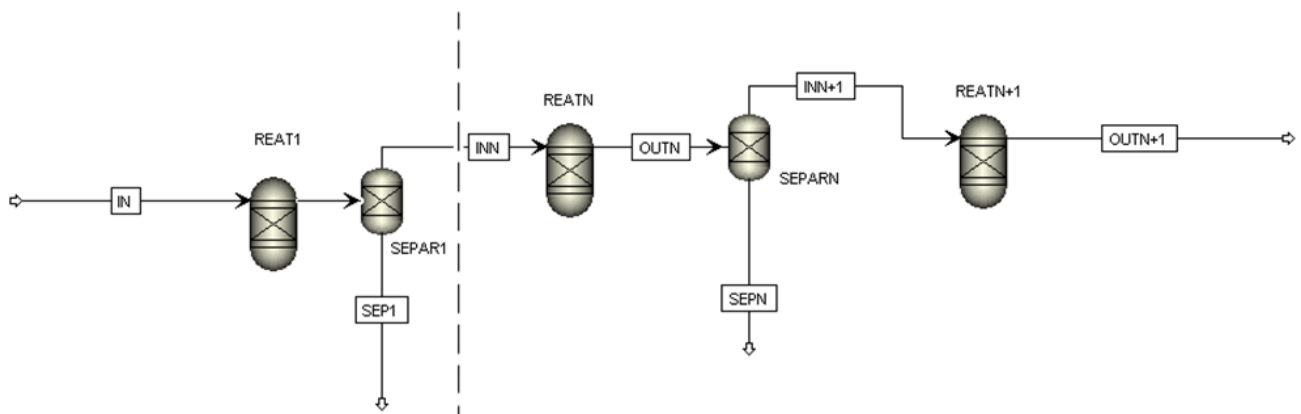 IN
REAT1
SEPAR1
SEP1
INN
REATN
OUTN
SEPARN
SEPN
INN+1
REATN+1
OUTN+1